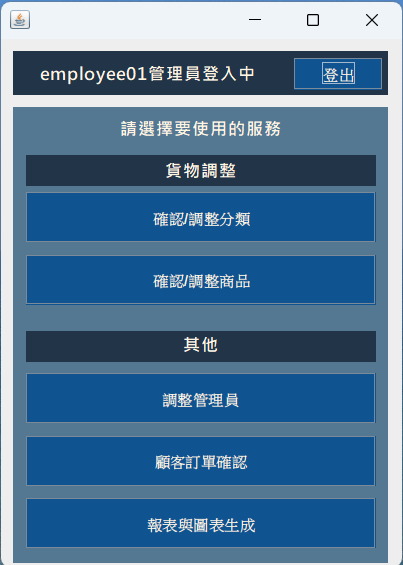 employee01管理員登入中
登出
請選擇要使用的服務
貨物調整
確認/調整分類
確認/調整商品
其他
調整管理員
顧客訂單確認
報表與圖表生成